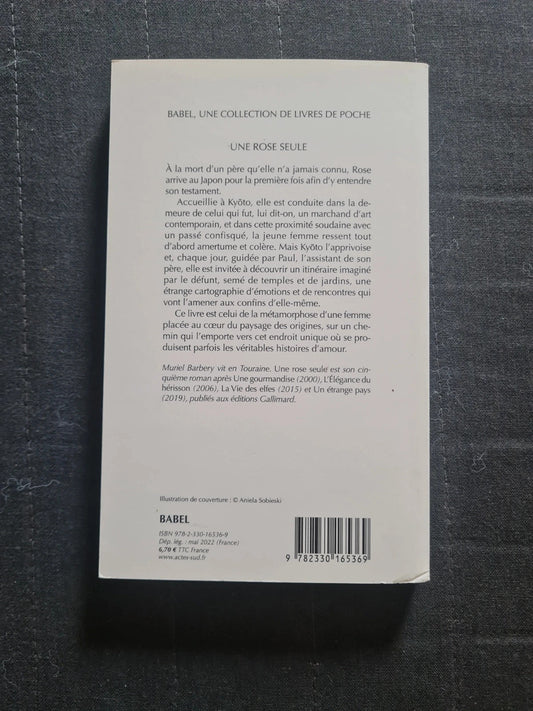 BABEL, UNE COLLECTION DE LIVRES DE POCHE
UNE ROSE SEULE
À la mort d'un père qu'elle n'a jamais connu, Rose
arrive au Japon pour la première fois afin d'y entendre
son testament.
Accueillie à Kyōto, elle est conduite dans la de-
meure de celui qui fut, lui dit-on, un marchand d'art
contemporain, et dans cette proximité soudaine avec
un passé confisqué, la jeune femme ressent tout
d'abord amertume et colère. Mais Kyōto l'apprivoise
et, chaque jour, guidée par Paul, l'assistant de son
père, elle est invitée à découvrir un itinéraire imaginé
par le défunt, semé de temples et de jardins, une
étrange cartographie d'émotions et de rencontres qui
vont l'amener aux confins d'elle-même.
Ce livre est celui de la métamorphose d'une femme
placée au cœur du paysage des origines, sur un che-
min qui l'emporte vers cet endroit unique où se pro-
duisent parfois les véritables histoires d'amour.
Muriel Barbery vit en Touraine. Une rose seule est son cin-
quième roman après Une gourmandise (2000), L'Élégance du
hérisson (2006), La Vie des elfes (2015) et Un étrange pays
(2019), publiés aux éditions Gallimard.
Illustration de couverture : © Aniela Sobieski
BABEL
ISBN 978-2-330-16536-9
Dép. lég. : mai 2022 (France)
6,70 € TTC France
www.actes-sud.fr
9 782330 165369